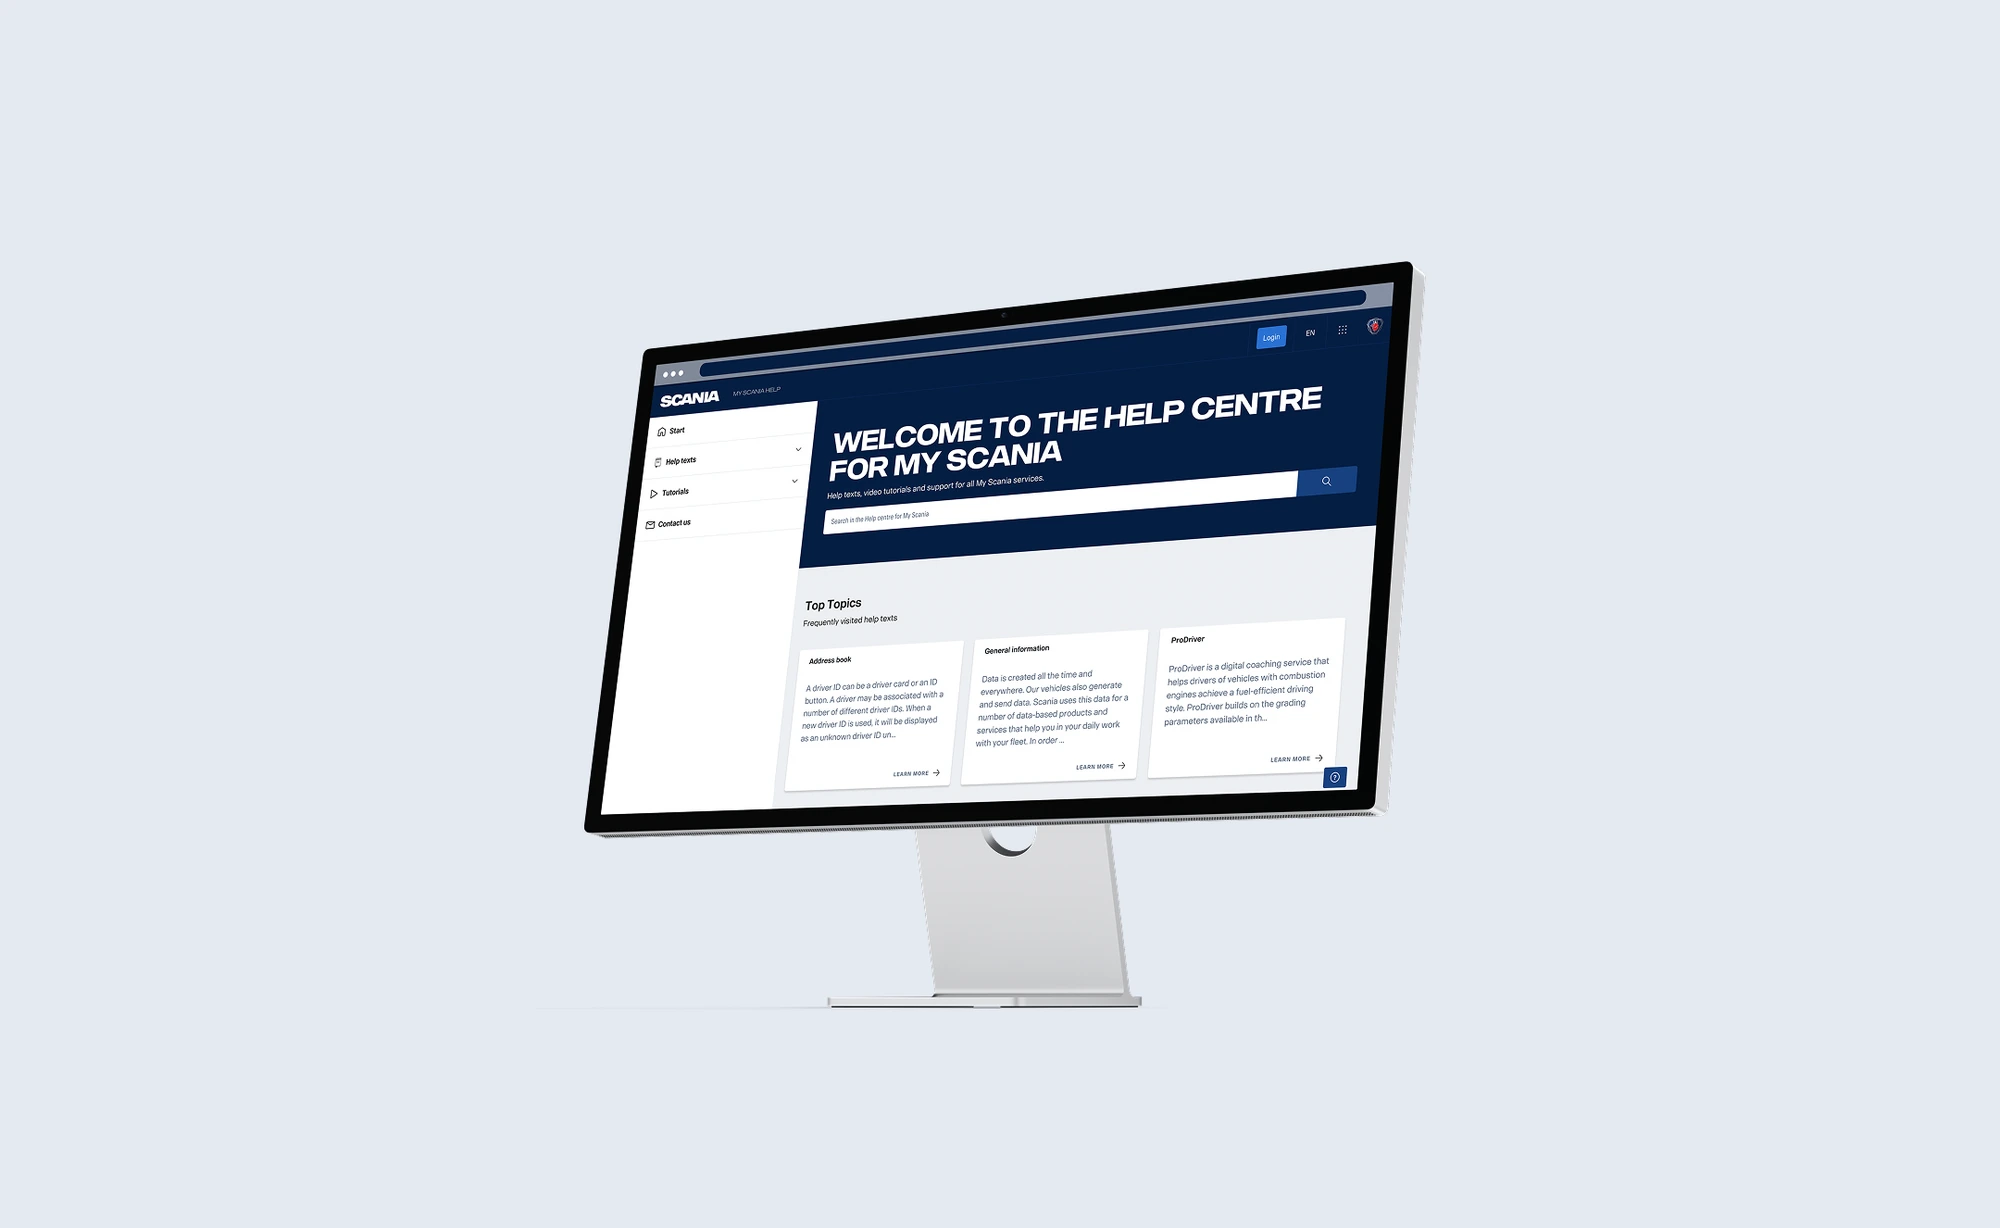 SCANIA
MY SCANIA HELP
Login
EN
Start
Help texts
Tutorials
Contact us
WELCOME TO THE HELP CENTRE
FOR MY SCANIA
Help texts, video tutorials and support for all My Scania services.
Search in the Help centre for My Scania
Top Topics
Frequently visited help texts
Address book
A driver ID can be a driver card or an ID
button. A driver may be associated with a
number of different driver IDs. When a
new driver ID is used, it will be displayed
as an unknown driver ID un...
LEARN MORE
General information
Data is created all the time and
everywhere. Our vehicles also generate
and send data. Scania uses this data for a
number of data-based products and
services that help you in your daily work
with your fleet. In order ...
LEARN MORE
ProDriver
ProDriver is a digital coaching service that
helps drivers of vehicles with combustion
engines achieve a fuel-efficient driving
style. ProDriver builds on the grading
parameters available in th...
LEARN MORE